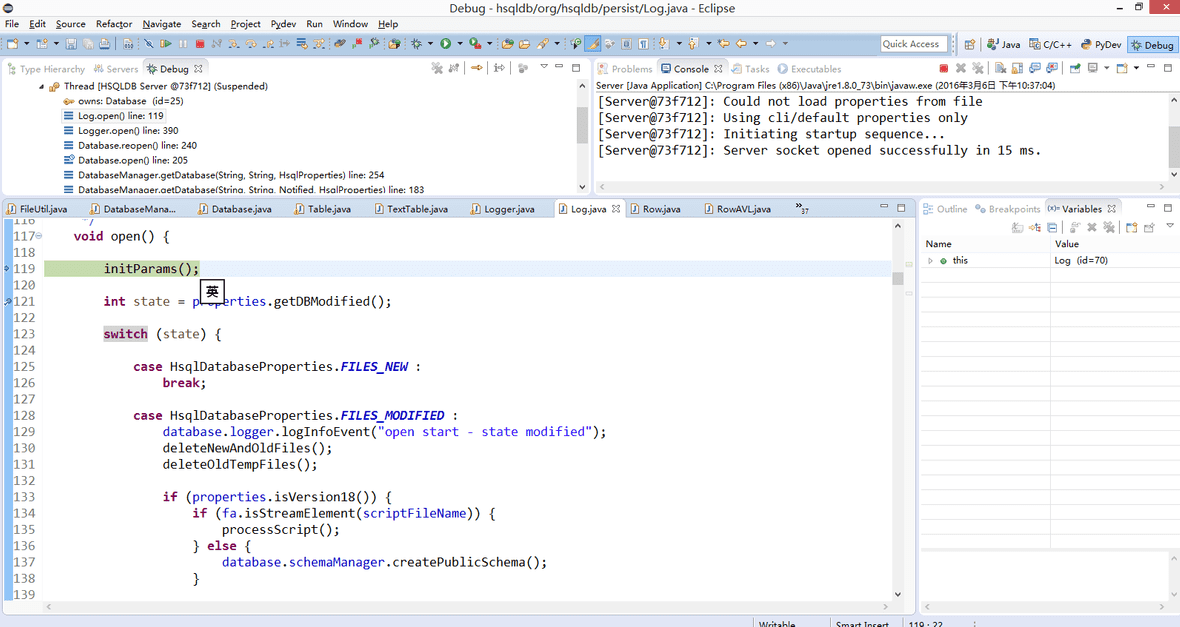 Debug - hsqldb/org/hsqldb/persist/Log.java - Eclipse
File Edit Source Refactor Navigate Search Project Pydev Run Window Help
Quick Access Java C/C++ PyDev Debug
Type Hierarchy Servers Debug
Thread [HSQLDB Server @73f712] (Suspended)
owns: Database (id=25)
Log.open() line: 119
Logger.open() line: 390
Database.reopen() line: 240
Database.open() line: 205
DatabaseManager.getDatabase(String, String, HsqlProperties) line: 254
DatabaseManager.getDatabase(String, String, Notified, HsqlProperties) line: 183
Problems Console Tasks Executables
Server [Java Application] C:\Program Files (x86)\Java\jre1.8.0_73\bin\javaw.exe (2016年3月6日 下午10:37:04)
[Server@73f712]: Could not load properties from file
[Server@73f712]: Using cli/default properties only
[Server@73f712]: Initiating startup sequence...
[Server@73f712]: Server socket opened successfully in 15 ms.
FileUtil.java DatabaseMana... Database.java Table.java TextTable.java Logger.java Log.java Row.java RowAVL.java »37
116 */
117 void open() {
118
119 initParams();
120
英
121 int state = properties.getDBModified();
122
123 switch (state) {
124
125 case HsqlDatabaseProperties.FILES_NEW :
126 break;
127
128 case HsqlDatabaseProperties.FILES_MODIFIED :
129 database.logger.logInfoEvent("open start - state modified");
130 deleteNewAndOldFiles();
131 deleteOldTempFiles();
132
133 if (properties.isVersion18()) {
134 if (fa.isStreamElement(scriptFileName)) {
135 processScript();
136 } else {
137 database.schemaManager.createPublicSchema();
138 }
139
Outline Breakpoints (x)= Variables
Name Value
this Log (id=70)
Writable Smart Insert 119 : 22